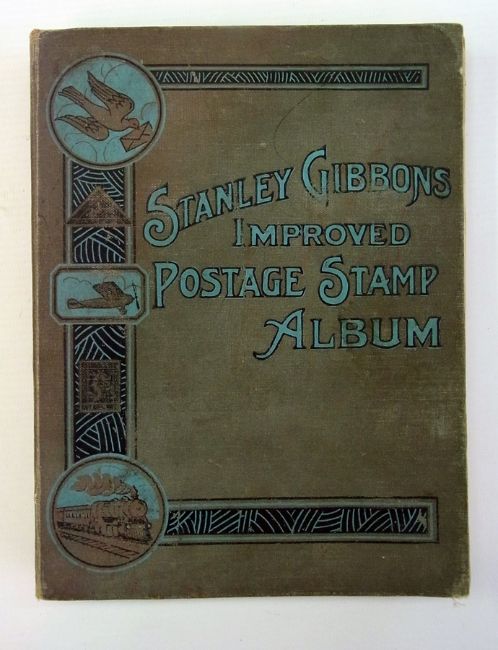 STANLEY GIBBONS
IMPROVED
POSTAGE STAMP
ALBUM